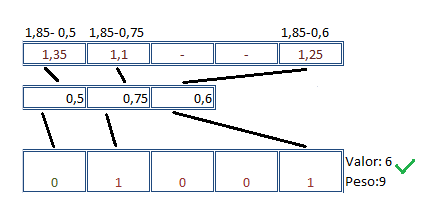 1,85- 0,5 1,85-0,75 1,85-0,6
1,35 1,1 - - 1,25
0,5 0,75 0,6
Valor: 6
0 1 0 0 1 Peso:9